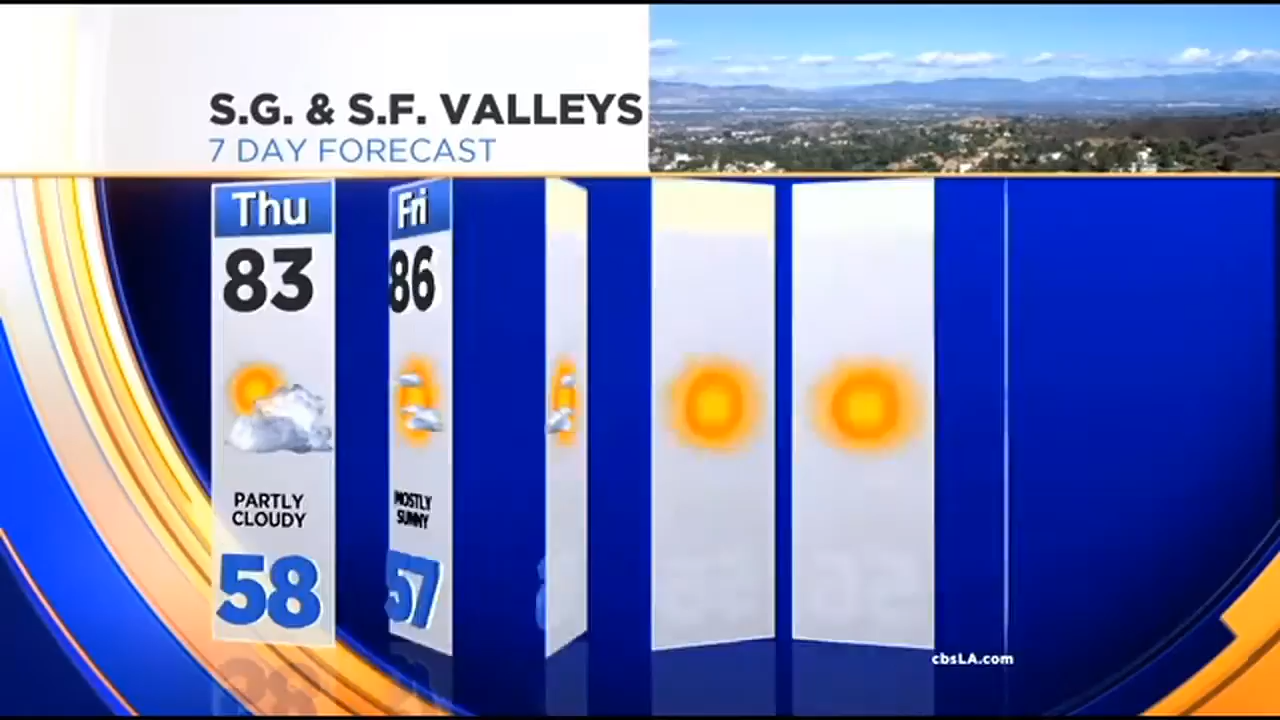 S.G. & S.F. VALLEYS
7 DAY FORECAST
Thu
83
PARTLY
CLOUDY
58
Fri
86
MOSTLY
SUNNY
57
cbsLA.com